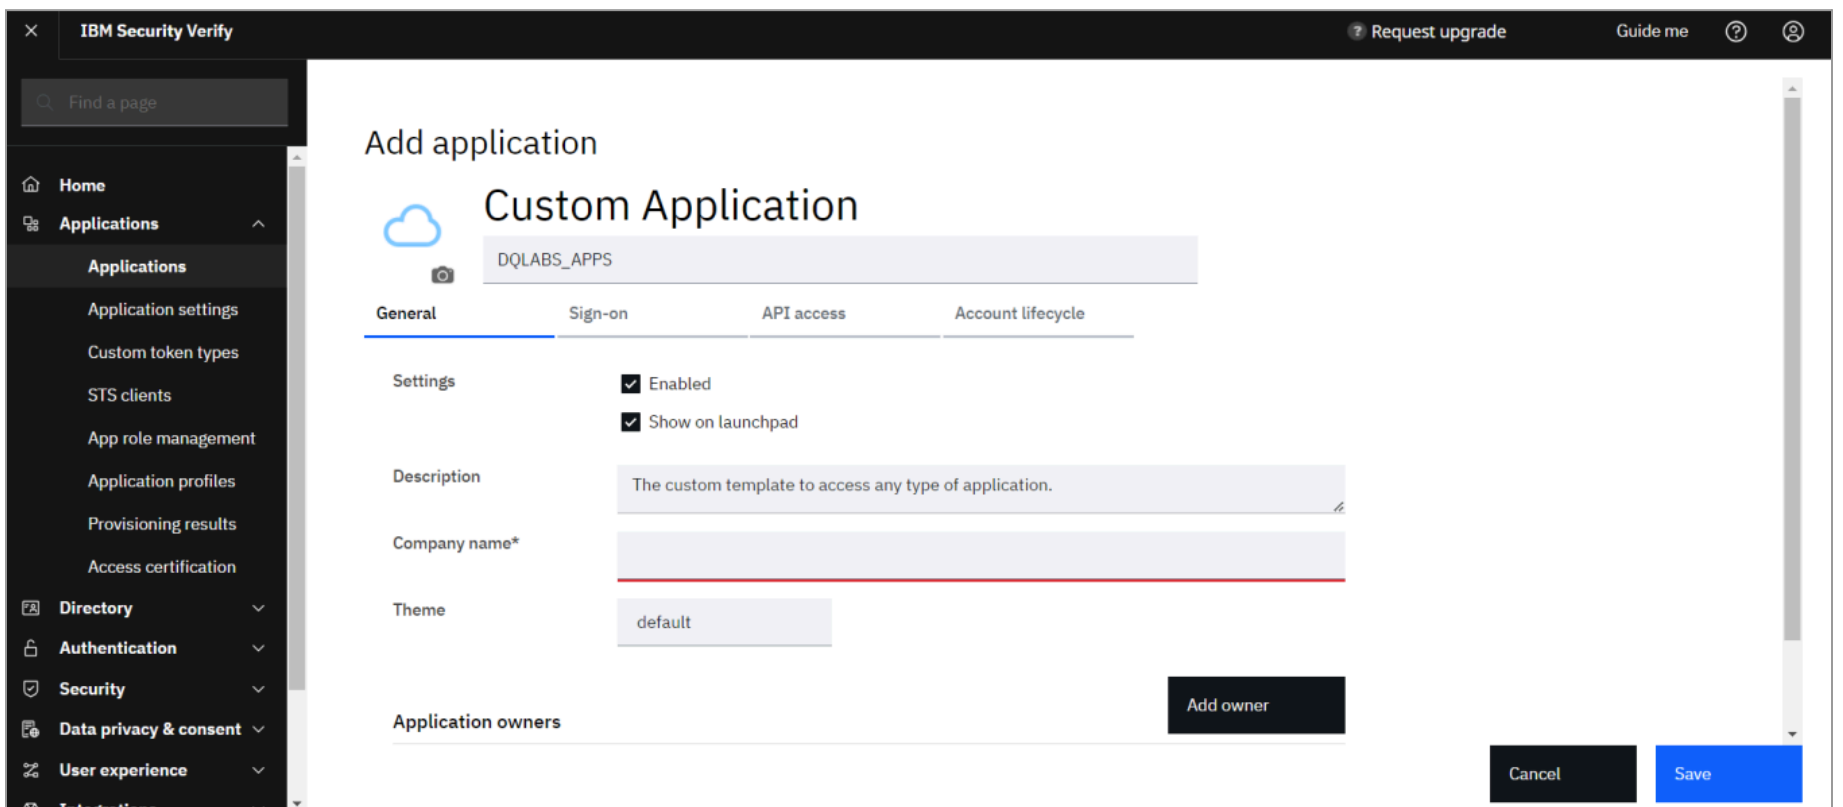 IBM Security Verify
Request upgrade
Guide me
Find a page
Home
Applications
Applications
Application settings
Custom token types
STS clients
App role management
Application profiles
Provisioning results
Access certification
Directory
Authentication
Security
Data privacy & consent
User experience
Add application
Custom Application
DQLABS_APPS
General Sign-on API access Account lifecycle
Settings
Enabled
Show on launchpad
Description
The custom template to access any type of application.
Company name*
Theme
default
Application owners
Add owner
Cancel
Save